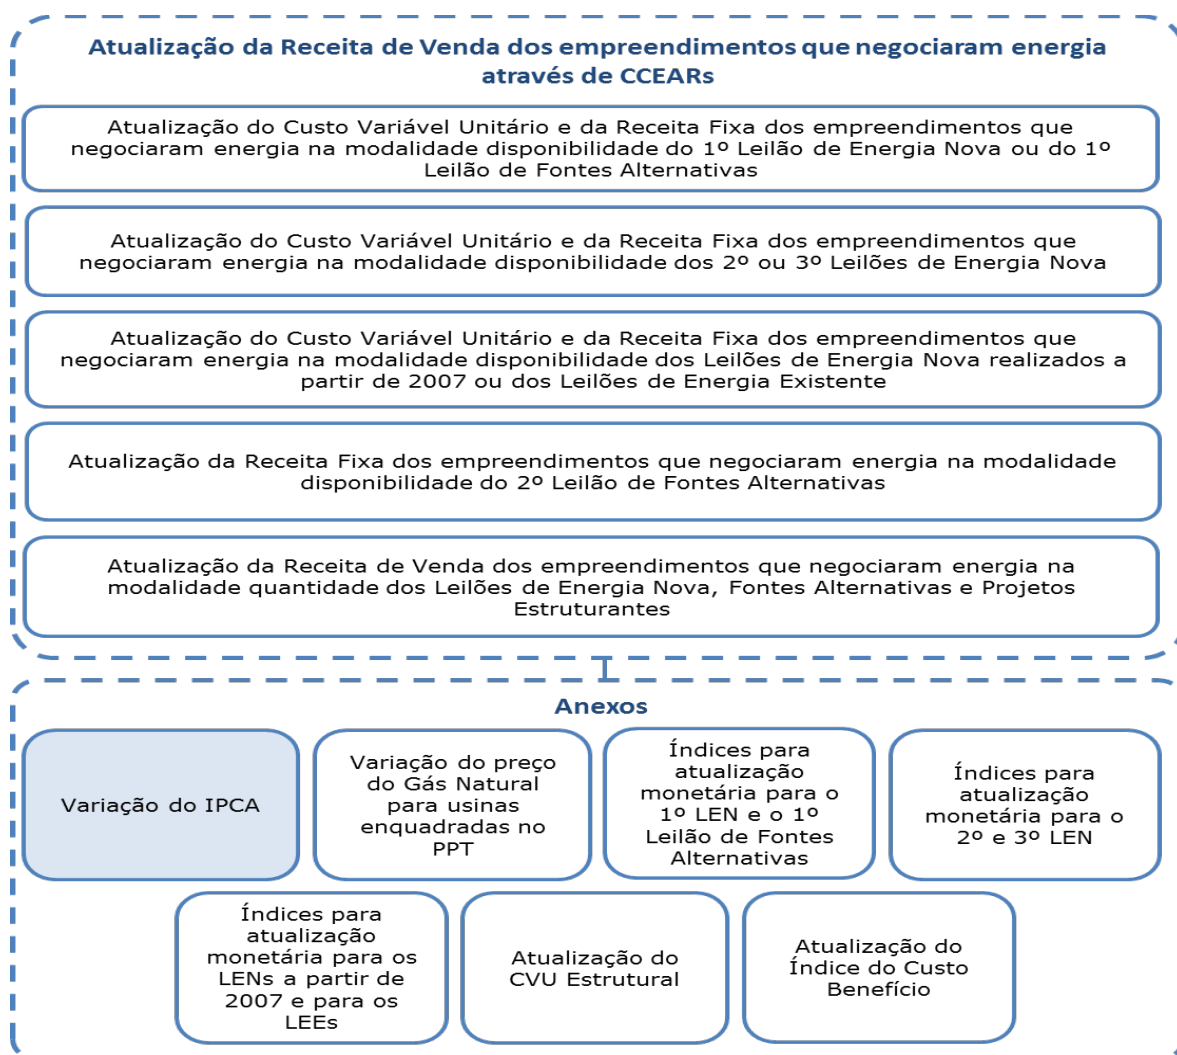 Atualização da Receita de Venda dos empreendimentos que negociaram energia
através de CCEARs
Atualização do Custo Variável Unitário e da Receita Fixa dos empreendimentos que
negociaram energia na modalidade disponibilidade do 1º Leilão de Energia Nova ou do 1º
Leilão de Fontes Alternativas
Atualização do Custo Variável Unitário e da Receita Fixa dos empreendimentos que
negociaram energia na modalidade disponibilidade dos 2º ou 3º Leilões de Energia Nova
Atualização do Custo Variável Unitário e da Receita Fixa dos empreendimentos que
negociaram energia na modalidade disponibilidade dos Leilões de Energia Nova realizados a
partir de 2007 ou dos Leilões de Energia Existente
Atualização da Receita Fixa dos empreendimentos que negociaram energia na modalidade
disponibilidade do 2º Leilão de Fontes Alternativas
Atualização da Receita de Venda dos empreendimentos que negociaram energia na
modalidade quantidade dos Leilões de Energia Nova, Fontes Alternativas e Projetos
Estruturantes
Anexos
Variação do IPCA
Variação do preço
do Gás Natural
para usinas
enquadradas no
PPT
Índices para
atualização
monetária para o
1º LEN e o 1º
Leilão de Fontes
Alternativas
Índices para
atualização
monetária para o
2º e 3º LEN
Índices para
atualização
monetária para os
LENs a partir de
2007 e para os
LEEs
Atualização do
CVU Estrutural
Atualização do
Índice do Custo
Benefício